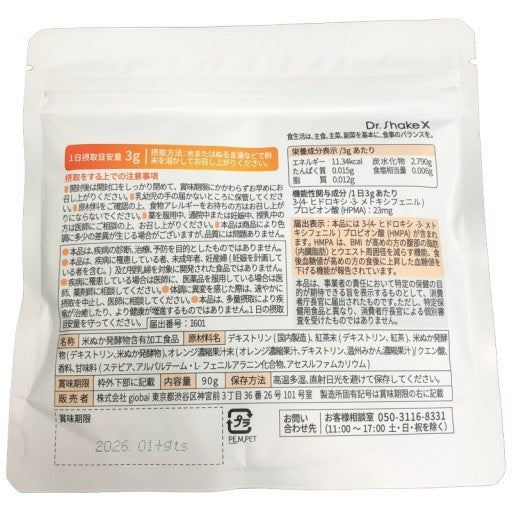 Dr.Shake X
食生活は、主食、主菜、副菜を基本に、食事のバランスを。
1日摂取目安量 3g
摂取方法: 水またはぬるま湯などで粉
末を溶かしてお召し上がりください。
摂取をする上での注意事項
●開封後は開封口をしっかり閉めて、賞味期限にかかわらずお早めにお
召し上がりください。●乳幼児の手の届かないところに保管してくださ
い。●原材料をご確認の上、食物アレルギーをお持ちの方はお召し上が
りにならないでください。●薬を服用中、通院中または妊娠中、授乳中の
方は医師にご相談の上、お召し上がりください。●本品は商品により色
調に多少の差異が生じる場合がございますが、品質には問題ありません。
●本品は、疾病の診断、治療、予防を目的としたものではありません。
●本品は、疾病に罹患している者、未成年者、妊産婦 (妊娠を計画してい
る者を含む。) 及び授乳婦を対象に開発された食品ではありません。
●疾病に罹患している場合は医師に、医薬品を服用している場合は医
師、薬剤師に相談してください。●体調に異変を感じた際は、速やかに
摂取を中止し、医師に相談してください。●本品は、多量摂取により疾
病が治癒したり、より健康が増進するものではありません。1日の摂取
目安量を守ってください。 届出番号: I601
栄養成分表示 /3g あたり
エネルギー 11.34kcal 炭水化物 2.790g
たんぱく質 0.015g 食塩相当量 0.006g
脂質 0.012g
機能性関与成分/1日3gあたり
3-(4- ヒドロキシ -3- メトキシフェニル )
プロピオン酸 (HMPA) : 23mg
届出表示: 本品には 3-(4- ヒドロキシ -3- メト
キシフェニル ) プロピオン酸 (HMPA) が含まれ
ます。HMPA は、BMI が高めの方の腹部の脂肪
(内臓脂肪) とウエスト周囲径を減らす機能、食
後血糖値が高めの方の食後に上昇した血糖値を
下げる機能が報告されています。
本品は、事業者の責任において特定の保健の目
的が期待できる旨を表示するものとして、消費
者庁長官に届出されたものです。ただし、特定保
健用食品と異なり、消費者庁長官による個別審
査を受けたものではありません。
名称 米ぬか発酵物含有加工食品 原材料名 デキストリン ( 国内製造 )、紅茶末 ( デキストリン、紅茶 )、米ぬか発酵
物 ( デキストリン、米ぬか発酵物 )、オレンジ濃縮果汁末 ( オレンジ濃縮果汁、デキストリン、温州みかん濃縮果汁 )/ クエン酸、
香料、甘味料 ( ステビア、アスパルテーム・L- フェニルアラニン化合物、アセスルファムカリウム )
賞味期限 枠外下部に記載 内容量 90g 保存方法 高温多湿、直射日光を避けて保存してください。
販売者 株式会社 giobai 東京都渋谷区神宮前 3 丁目 36 番 26 号 101 号室 製造所固有記号は賞味期限の右に記載
賞味期限
2026. 01+gts
プラ
PE,M,PET
お問い
合わせ先
お客様相談室 050-3116-8331
(11:00 ~ 17:00 土・日・祝を除く)